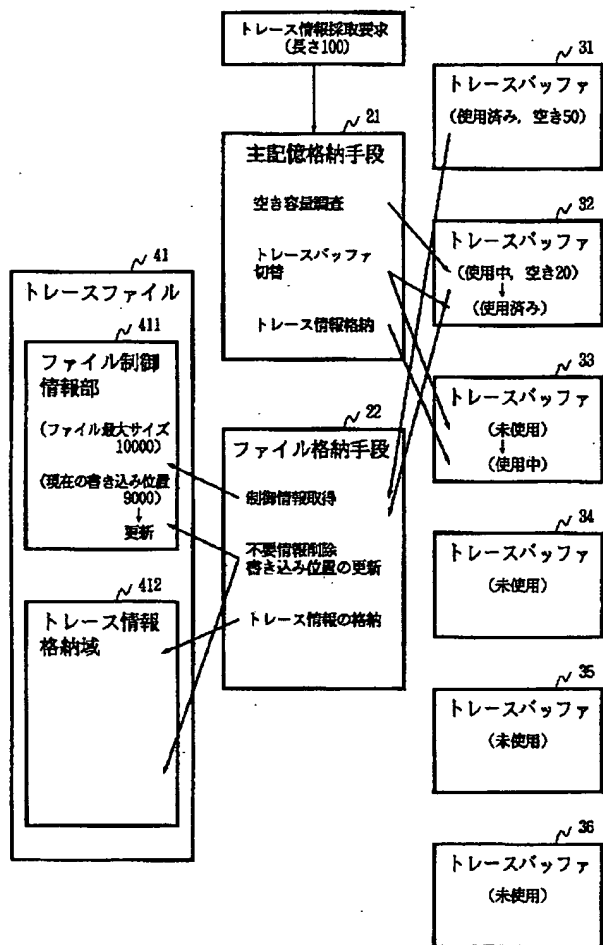 トレース情報採取要求
(長さ100)
21
主記憶格納手段
空き容量調査
トレースバッファ
切替
トレース情報格納
22
ファイル格納手段
制御情報取得
不要情報削除
書き込み位置の更新
トレース情報の格納
41
トレースファイル
411
ファイル制御
情報部
(ファイル最大サイズ
10000)
(現在の書き込み位置
9000)
更新
412
トレース情報
格納域
31
トレースバッファ
(使用済み, 空き50)
32
トレースバッファ
(使用中, 空き20)
(使用済み)
33
トレースバッファ
(未使用)
(使用中)
34
トレースバッファ
(未使用)
35
トレースバッファ
(未使用)
36
トレースバッファ
(未使用)